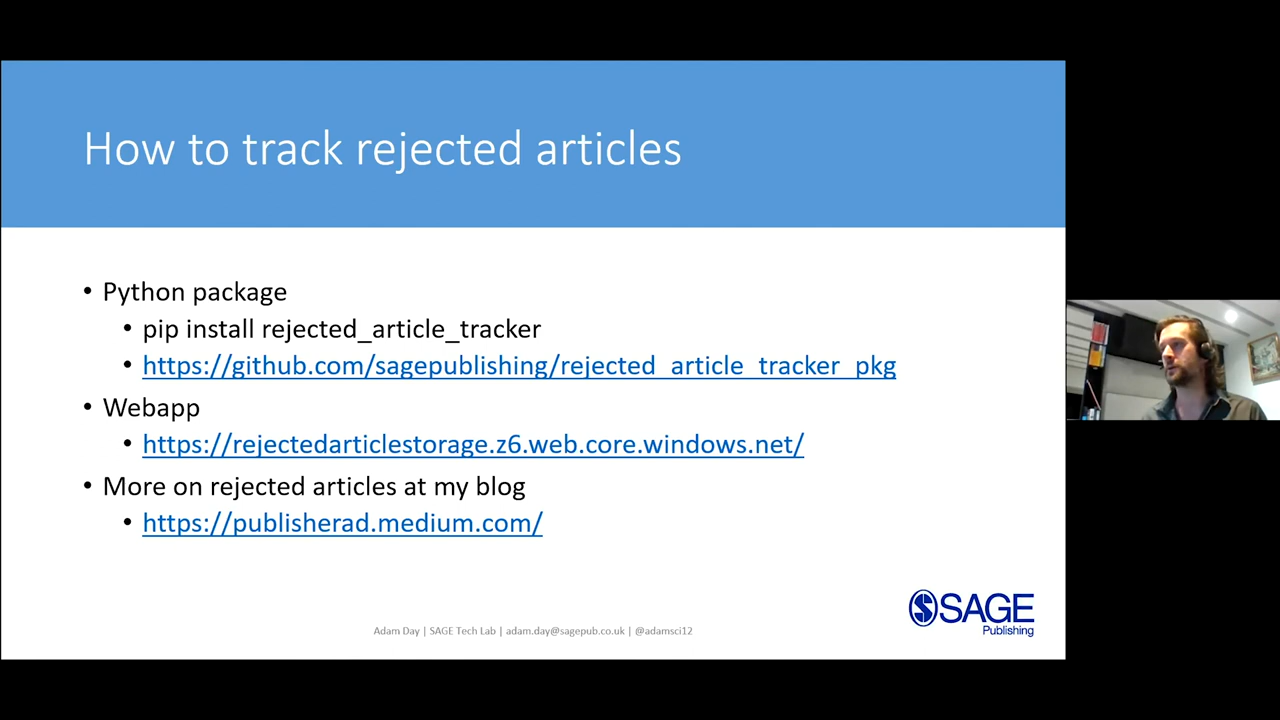 How to track rejected articles
• Python package
• pip install rejected_article_tracker
• https://github.com/sagepublishing/rejected_article_tracker_pkg
• Webapp
• https://rejectedarticlestorage.z6.web.core.windows.net/
• More on rejected articles at my blog
• https://publisherad.medium.com/
SAGE
Publishing
Adam Day | SAGE Tech Lab | adam.day@sagepub.co.uk | @adamsci12